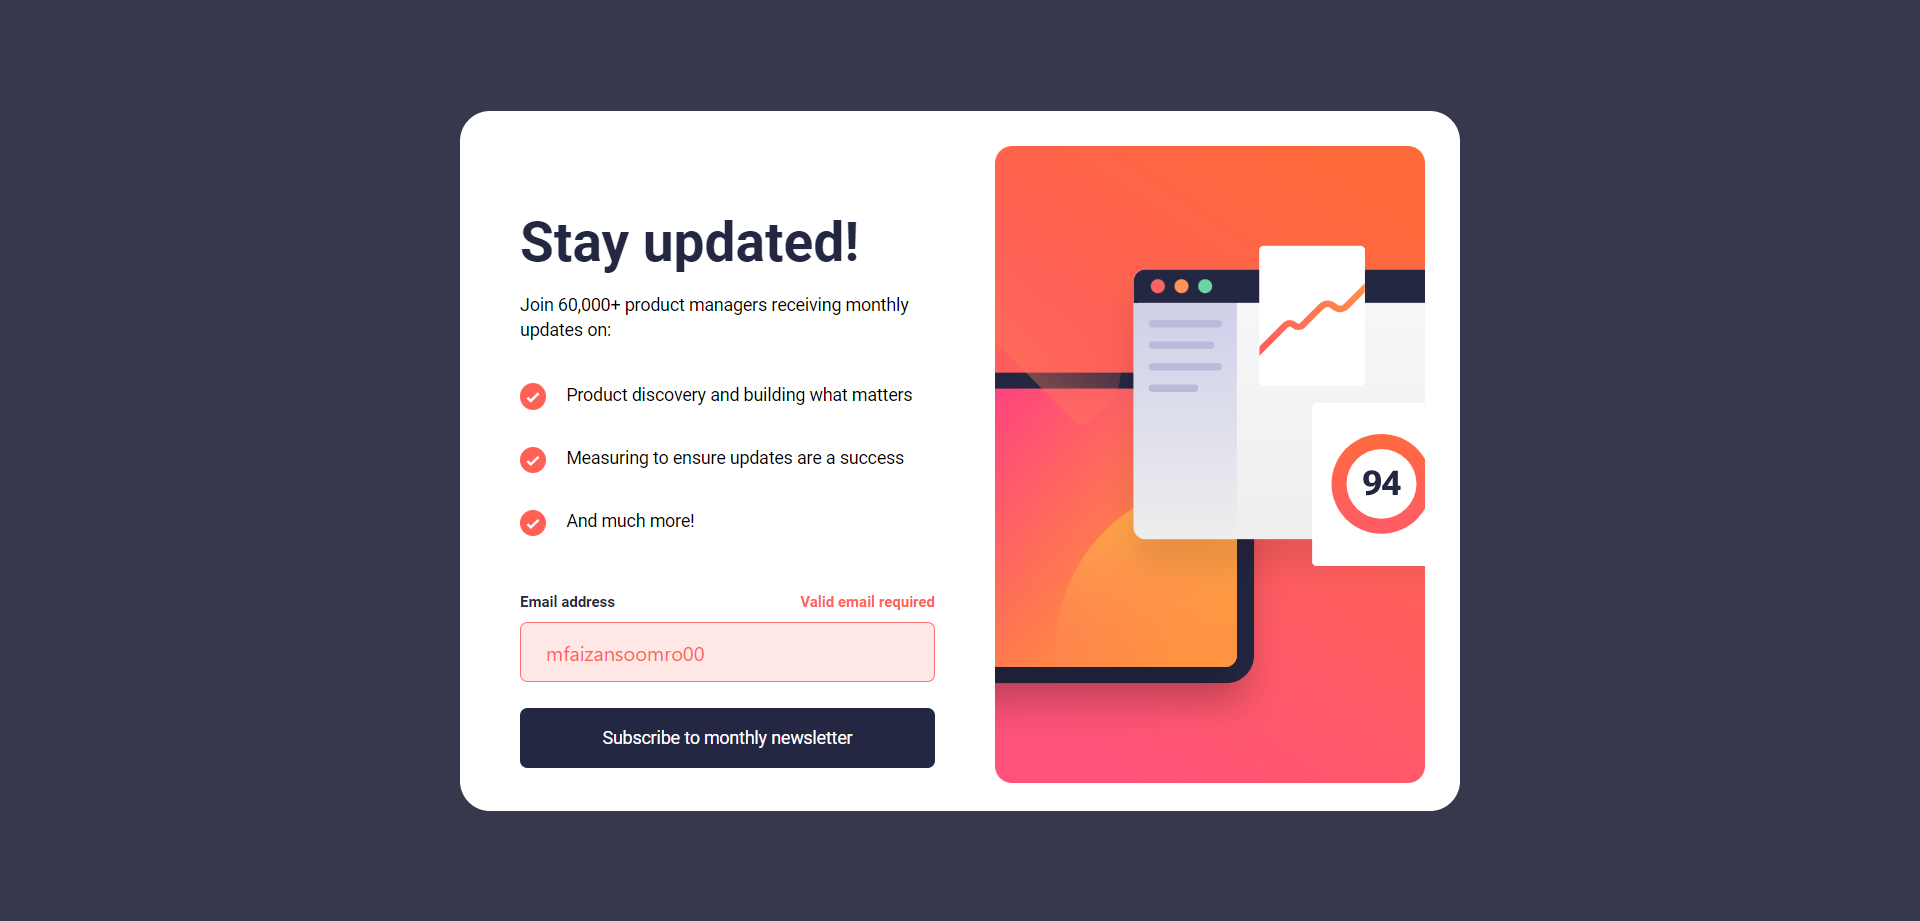 Stay updated!
Join 60,000+ product managers receiving monthly
updates on:
Product discovery and building what matters
Measuring to ensure updates are a success
And much more!
Email address
Valid email required
mfaizansoomro00
Subscribe to monthly newsletter
94